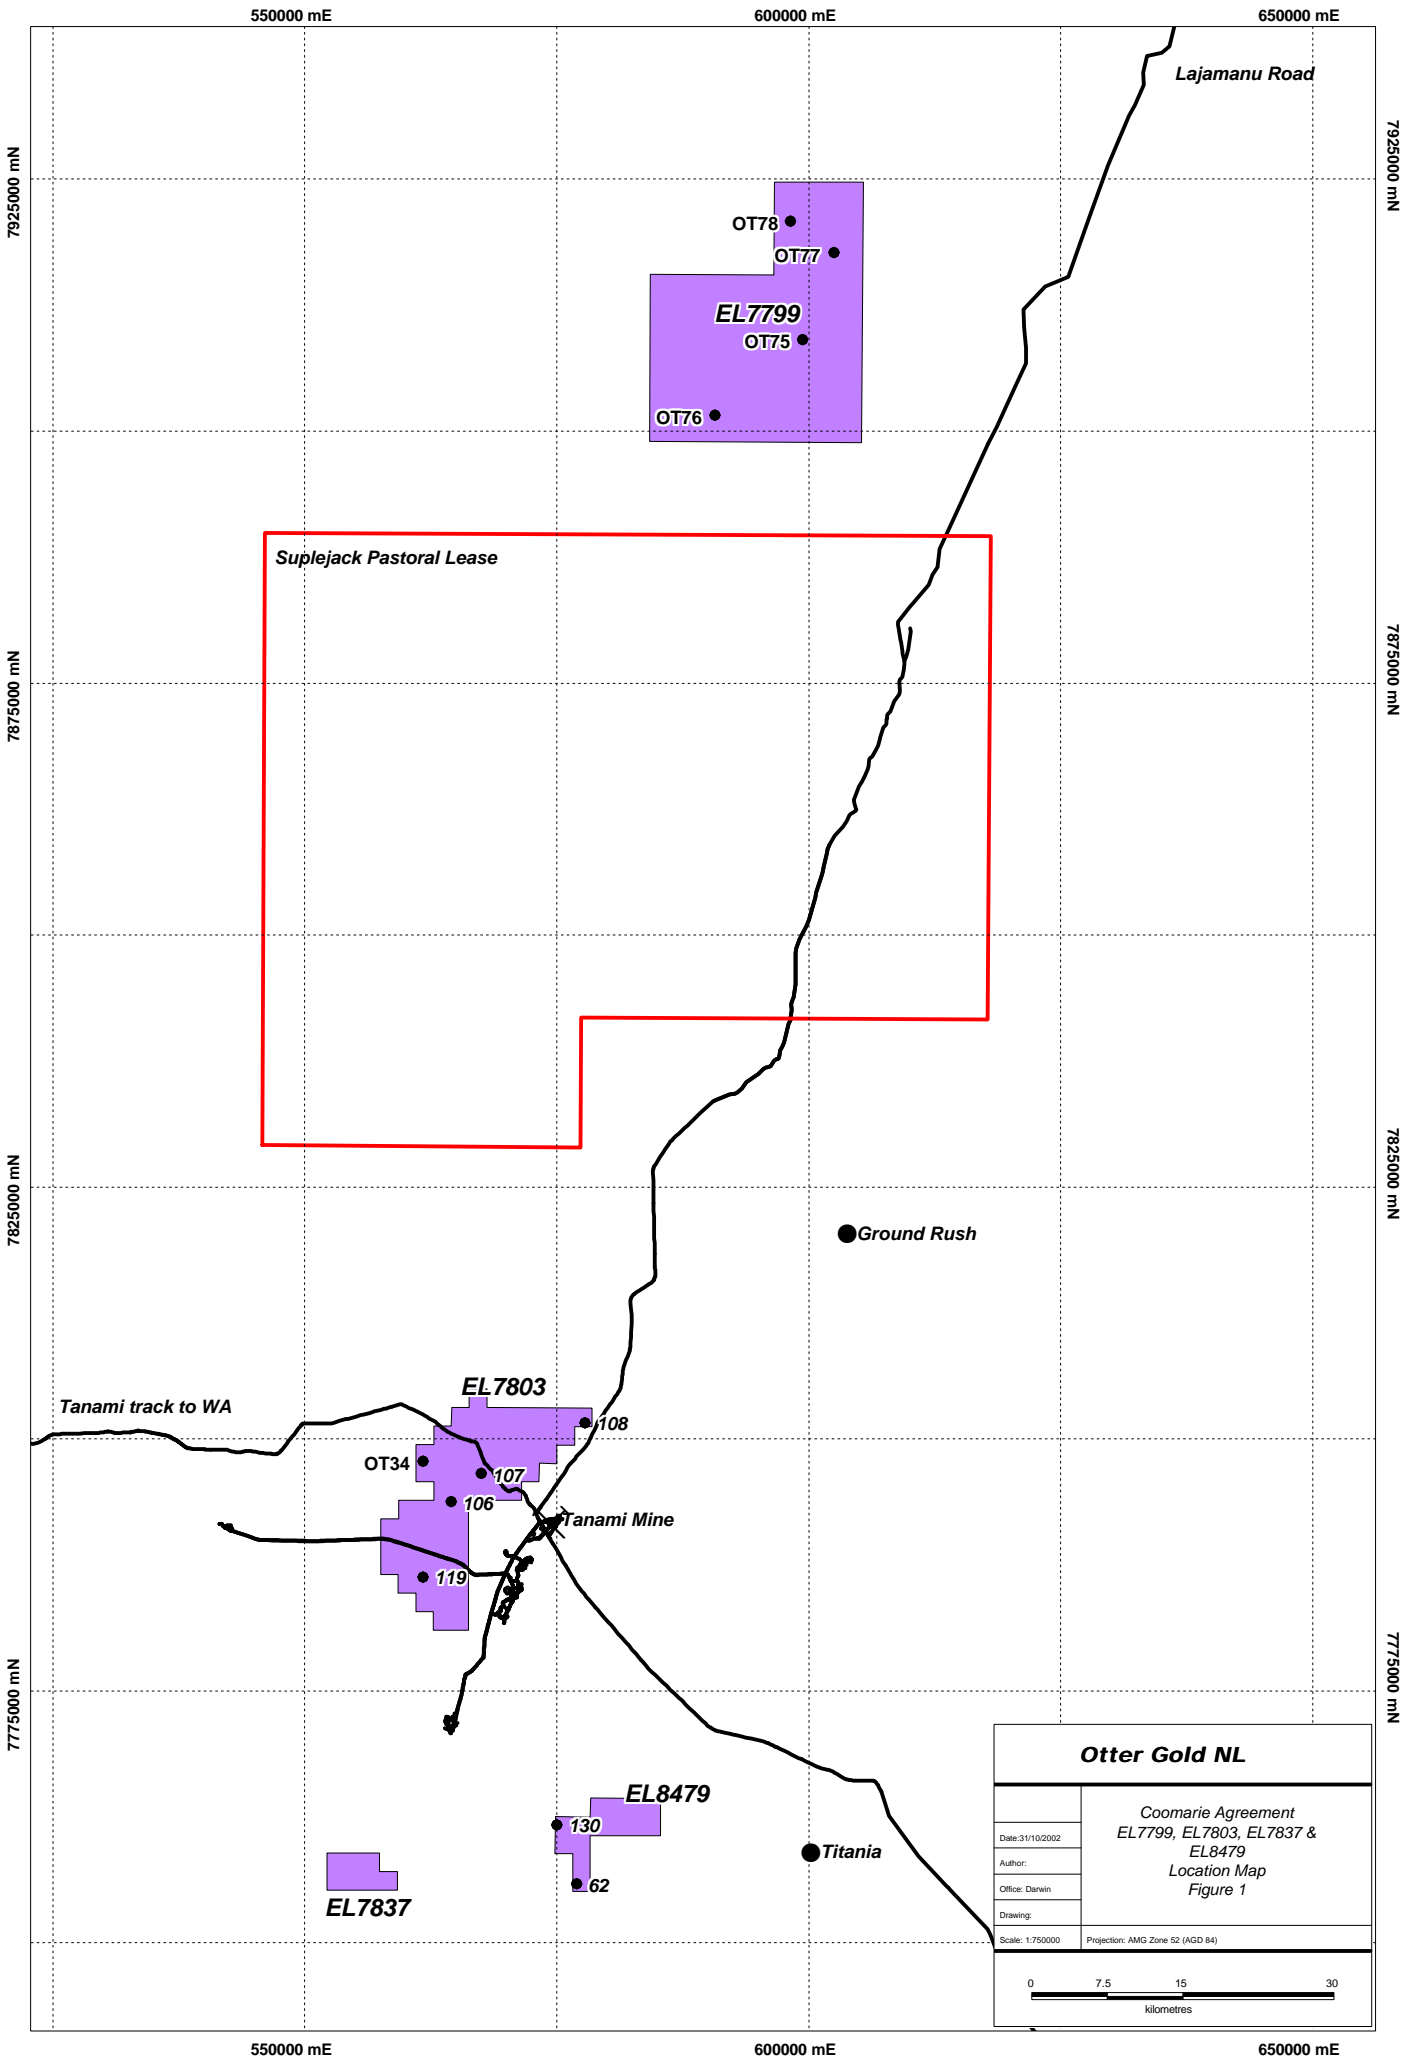 550000 mE
600000 mE
650000 mE
Lajamanu Road
7925000 mN
7925000 mN
OT78
OT77
EL7799
OT75
OT76
Suplejack Pastoral Lease
7875000 mN
7875000 mN
7825000 mN
7825000 mN
Ground Rush
EL7803
Tanami track to WA
108
OT34
107
106
Tanami Mine
119
7775000 mN
7775000 mN
EL8479
130
Titania
62
EL7837
Otter Gold NL
Coomarie Agreement
EL7799, EL7803, EL7837 &
EL8479
Location Map
Figure 1
Date:31/10/2002
Author:
Office: Darwin
Drawing:
Scale: 1:750000
Projection: AMG Zone 52 (AGD 84)
0
7.5
15
30
kilometres
550000 mE
600000 mE
650000 mE